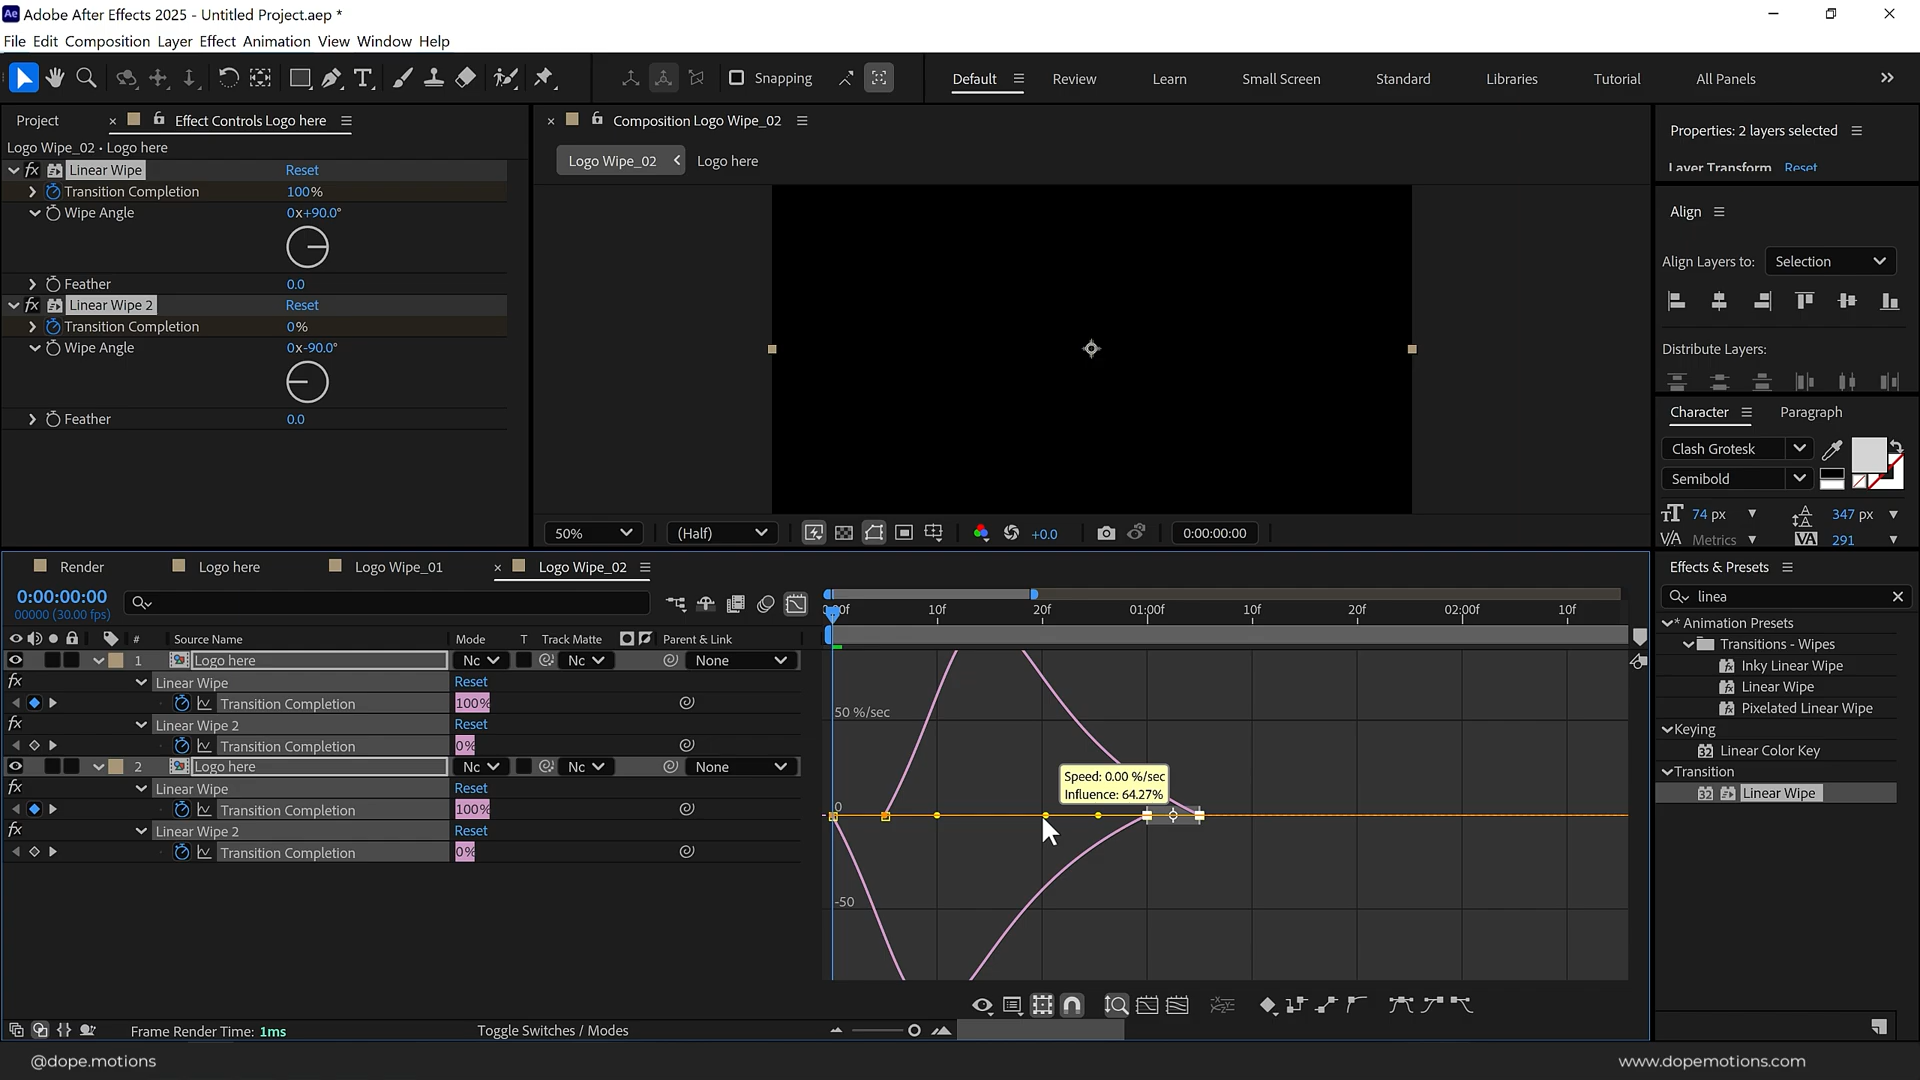 Adobe After Effects 2025 - Untitled Project.aep *
File Edit Composition Layer Effect Animation View Window Help
Snapping
Default
Review
Learn
Small Screen
Standard
Libraries
Tutorial
All Panels
Project
Effect Controls Logo here
Logo Wipe_02 • Logo here
fx Linear Wipe Reset
Transition Completion 100%
Wipe Angle 0x+90.0°
Feather 0.0
fx Linear Wipe 2 Reset
Transition Completion 0%
Wipe Angle 0x-90.0°
Feather 0.0
Composition Logo Wipe_02
Logo Wipe_02 Logo here
50% (Half) +0.0 0:00:00:00
Properties: 2 layers selected
Layer Transform Reset
Align
Align Layers to: Selection
Distribute Layers:
Character Paragraph
Clash Grotesk
Semibold
74 px 347 px
Metrics 291
Render Logo here Logo Wipe_01 Logo Wipe_02
0:00:00:00
00000 (30.00 fps)
# Source Name Mode T Track Matte Parent & Link
1 Logo here Nc Nc None
fx Linear Wipe Reset
Transition Completion 100%
fx Linear Wipe 2 Reset
Transition Completion 0%
2 Logo here Nc Nc None
fx Linear Wipe Reset
Transition Completion 100%
fx Linear Wipe 2 Reset
Transition Completion 0%
10f 20f 01:00f 10f 20f 02:00f 10f
50 %/sec
0
-50
Speed: 0.00 %/sec
Influence: 64.27%
Frame Render Time: 1ms
Toggle Switches / Modes
Effects & Presets
linea
* Animation Presets
Transitions - Wipes
Inky Linear Wipe
Linear Wipe
Pixelated Linear Wipe
Keying
32 Linear Color Key
Transition
32 Linear Wipe
@dope.motions
www.dopemotions.com